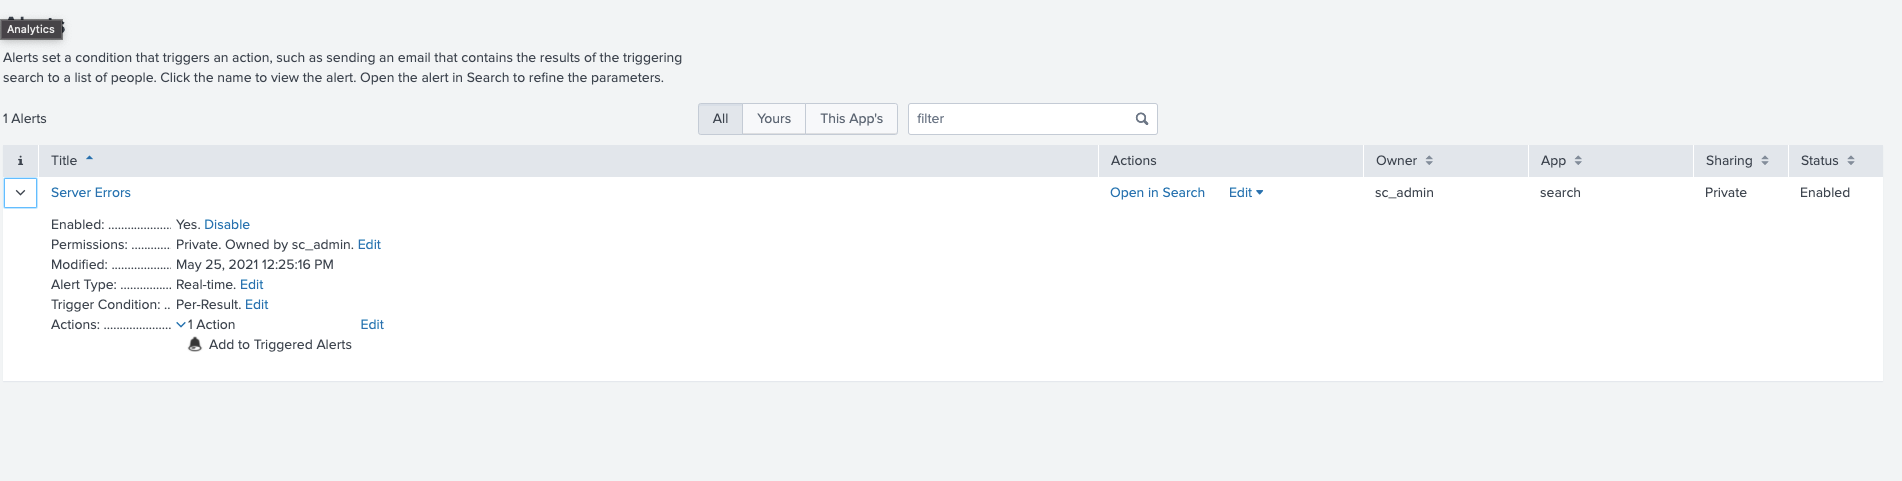 Analytics
Alerts set a condition that triggers an action, such as sending an email that contains the results of the triggering
search to a list of people. Click the name to view the alert. Open the alert in Search to refine the parameters.
1 Alerts
All Yours This App's filter
i Title Actions Owner App Sharing Status
Server Errors Open in Search Edit sc_admin search Private Enabled
Enabled: .................... Yes. Disable
Permissions: ............ Private. Owned by sc_admin. Edit
Modified: ................... May 25, 2021 12:25:16 PM
Alert Type: ................ Real-time. Edit
Trigger Condition: .. Per-Result. Edit
Actions: ..................... 1 Action Edit
Add to Triggered Alerts